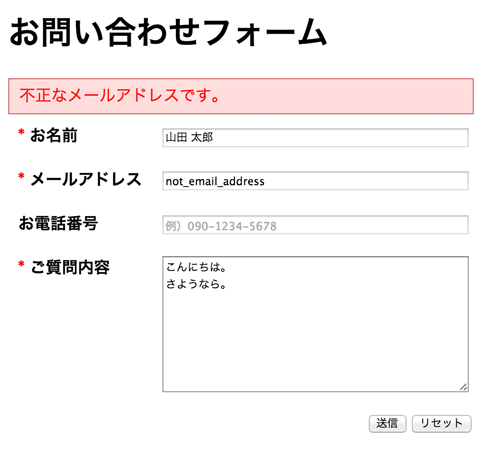 お問い合わせフォーム
不正なメールアドレスです。
* お名前
山田 太郎
* メールアドレス
not_email_address
お電話番号
例）090-1234-5678
* ご質問内容
こんにちは。
さようなら。
送信 リセット